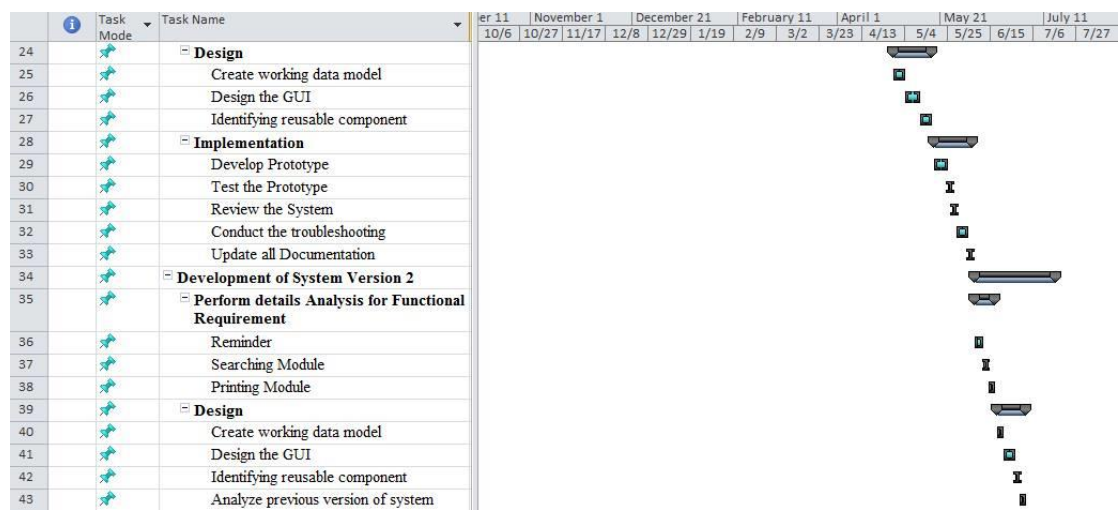 Task Mode Task Name er 11 November 1 December 21 February 11 April 1 May 21 July 11
10/6 10/27 11/17 12/8 12/29 1/19 2/9 3/2 3/23 4/13 5/4 5/25 6/15 7/6 7/27
24 Design
25 Create working data model
26 Design the GUI
27 Identifying reusable component
28 Implementation
29 Develop Prototype
30 Test the Prototype
31 Review the System
32 Conduct the troubleshooting
33 Update all Documentation
34 Development of System Version 2
35 Perform details Analysis for Functional
Requirement
36 Reminder
37 Searching Module
38 Printing Module
39 Design
40 Create working data model
41 Design the GUI
42 Identifying reusable component
43 Analyze previous version of system